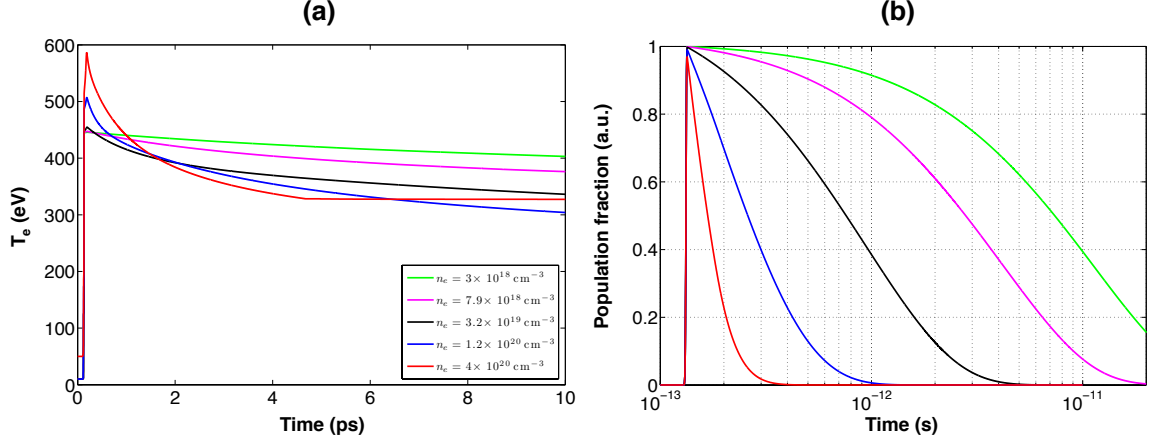 (a)
600
500
400
300
200
100
0
T_e (eV)
0 2 4 6 8 10
Time (ps)
n_e = 3× 10^18 cm^−3
n_e = 7.9× 10^18 cm^−3
n_e = 3.2× 10^19 cm^−3
n_e = 1.2× 10^20 cm^−3
n_e = 4× 10^20 cm^−3
(b)
1
0.8
0.6
0.4
0.2
0
Population fraction (a.u.)
10^−13 10^−12 10^−11
Time (s)